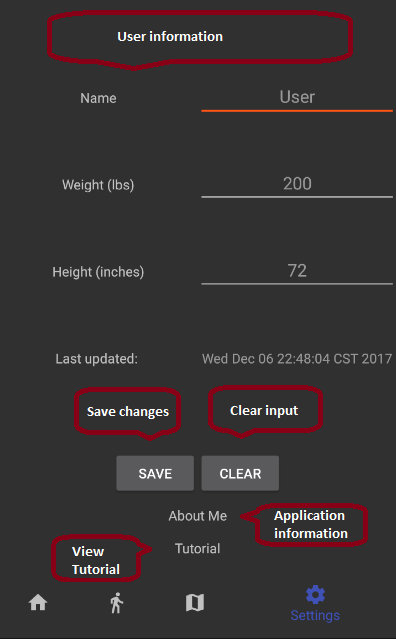 User information
Name User
Weight (lbs) 200
Height (inches) 72
Last updated: Wed Dec 06 22:48:04 CST 2017
Save changes Clear input
SAVE CLEAR
About Me
Application
information
Tutorial
View
Tutorial
Settings